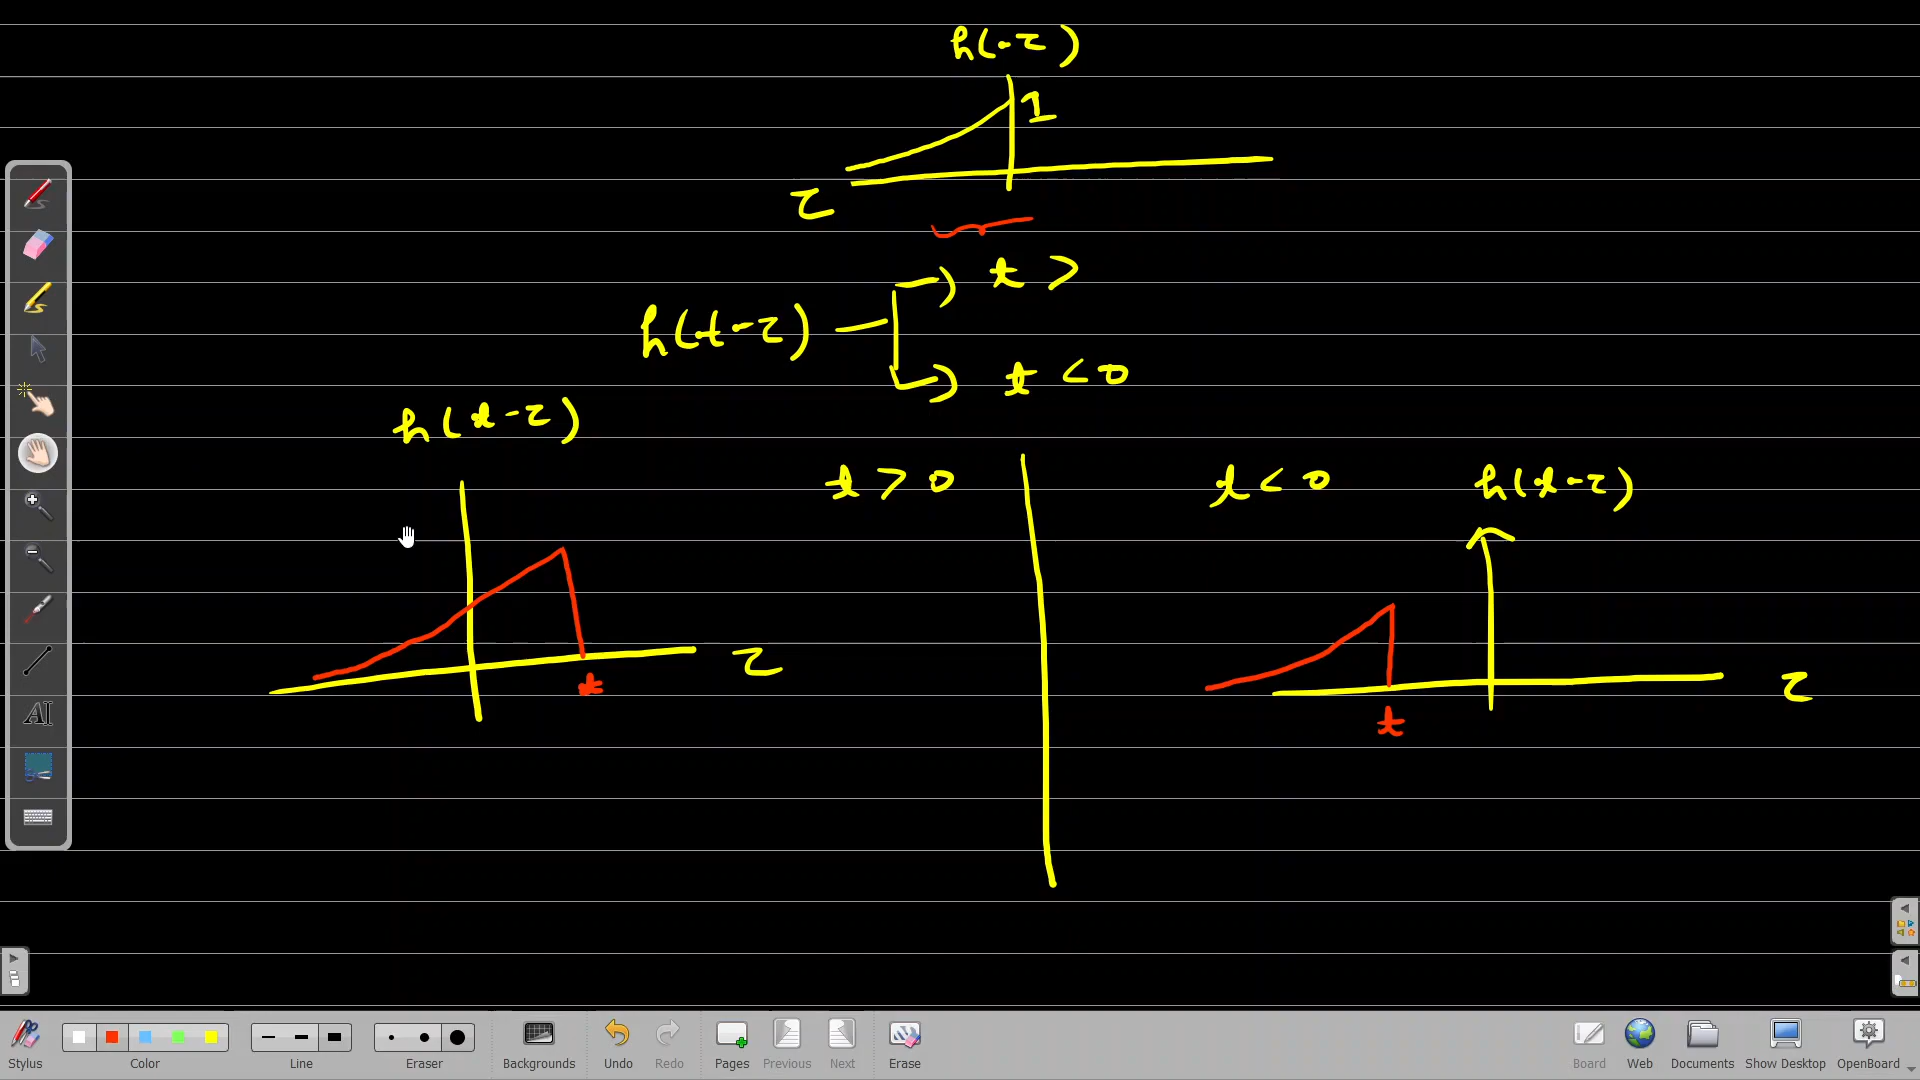 h(-τ)
1
τ
t >
h(t-τ)
t < 0
h(t-τ)
t > 0
t < 0
h(t-τ)
τ
t
τ
t
AI
Stylus
Color
Line
Eraser
Backgrounds
Undo
Redo
Pages
Previous
Next
Erase
Board
Web
Documents
Show Desktop
OpenBoard